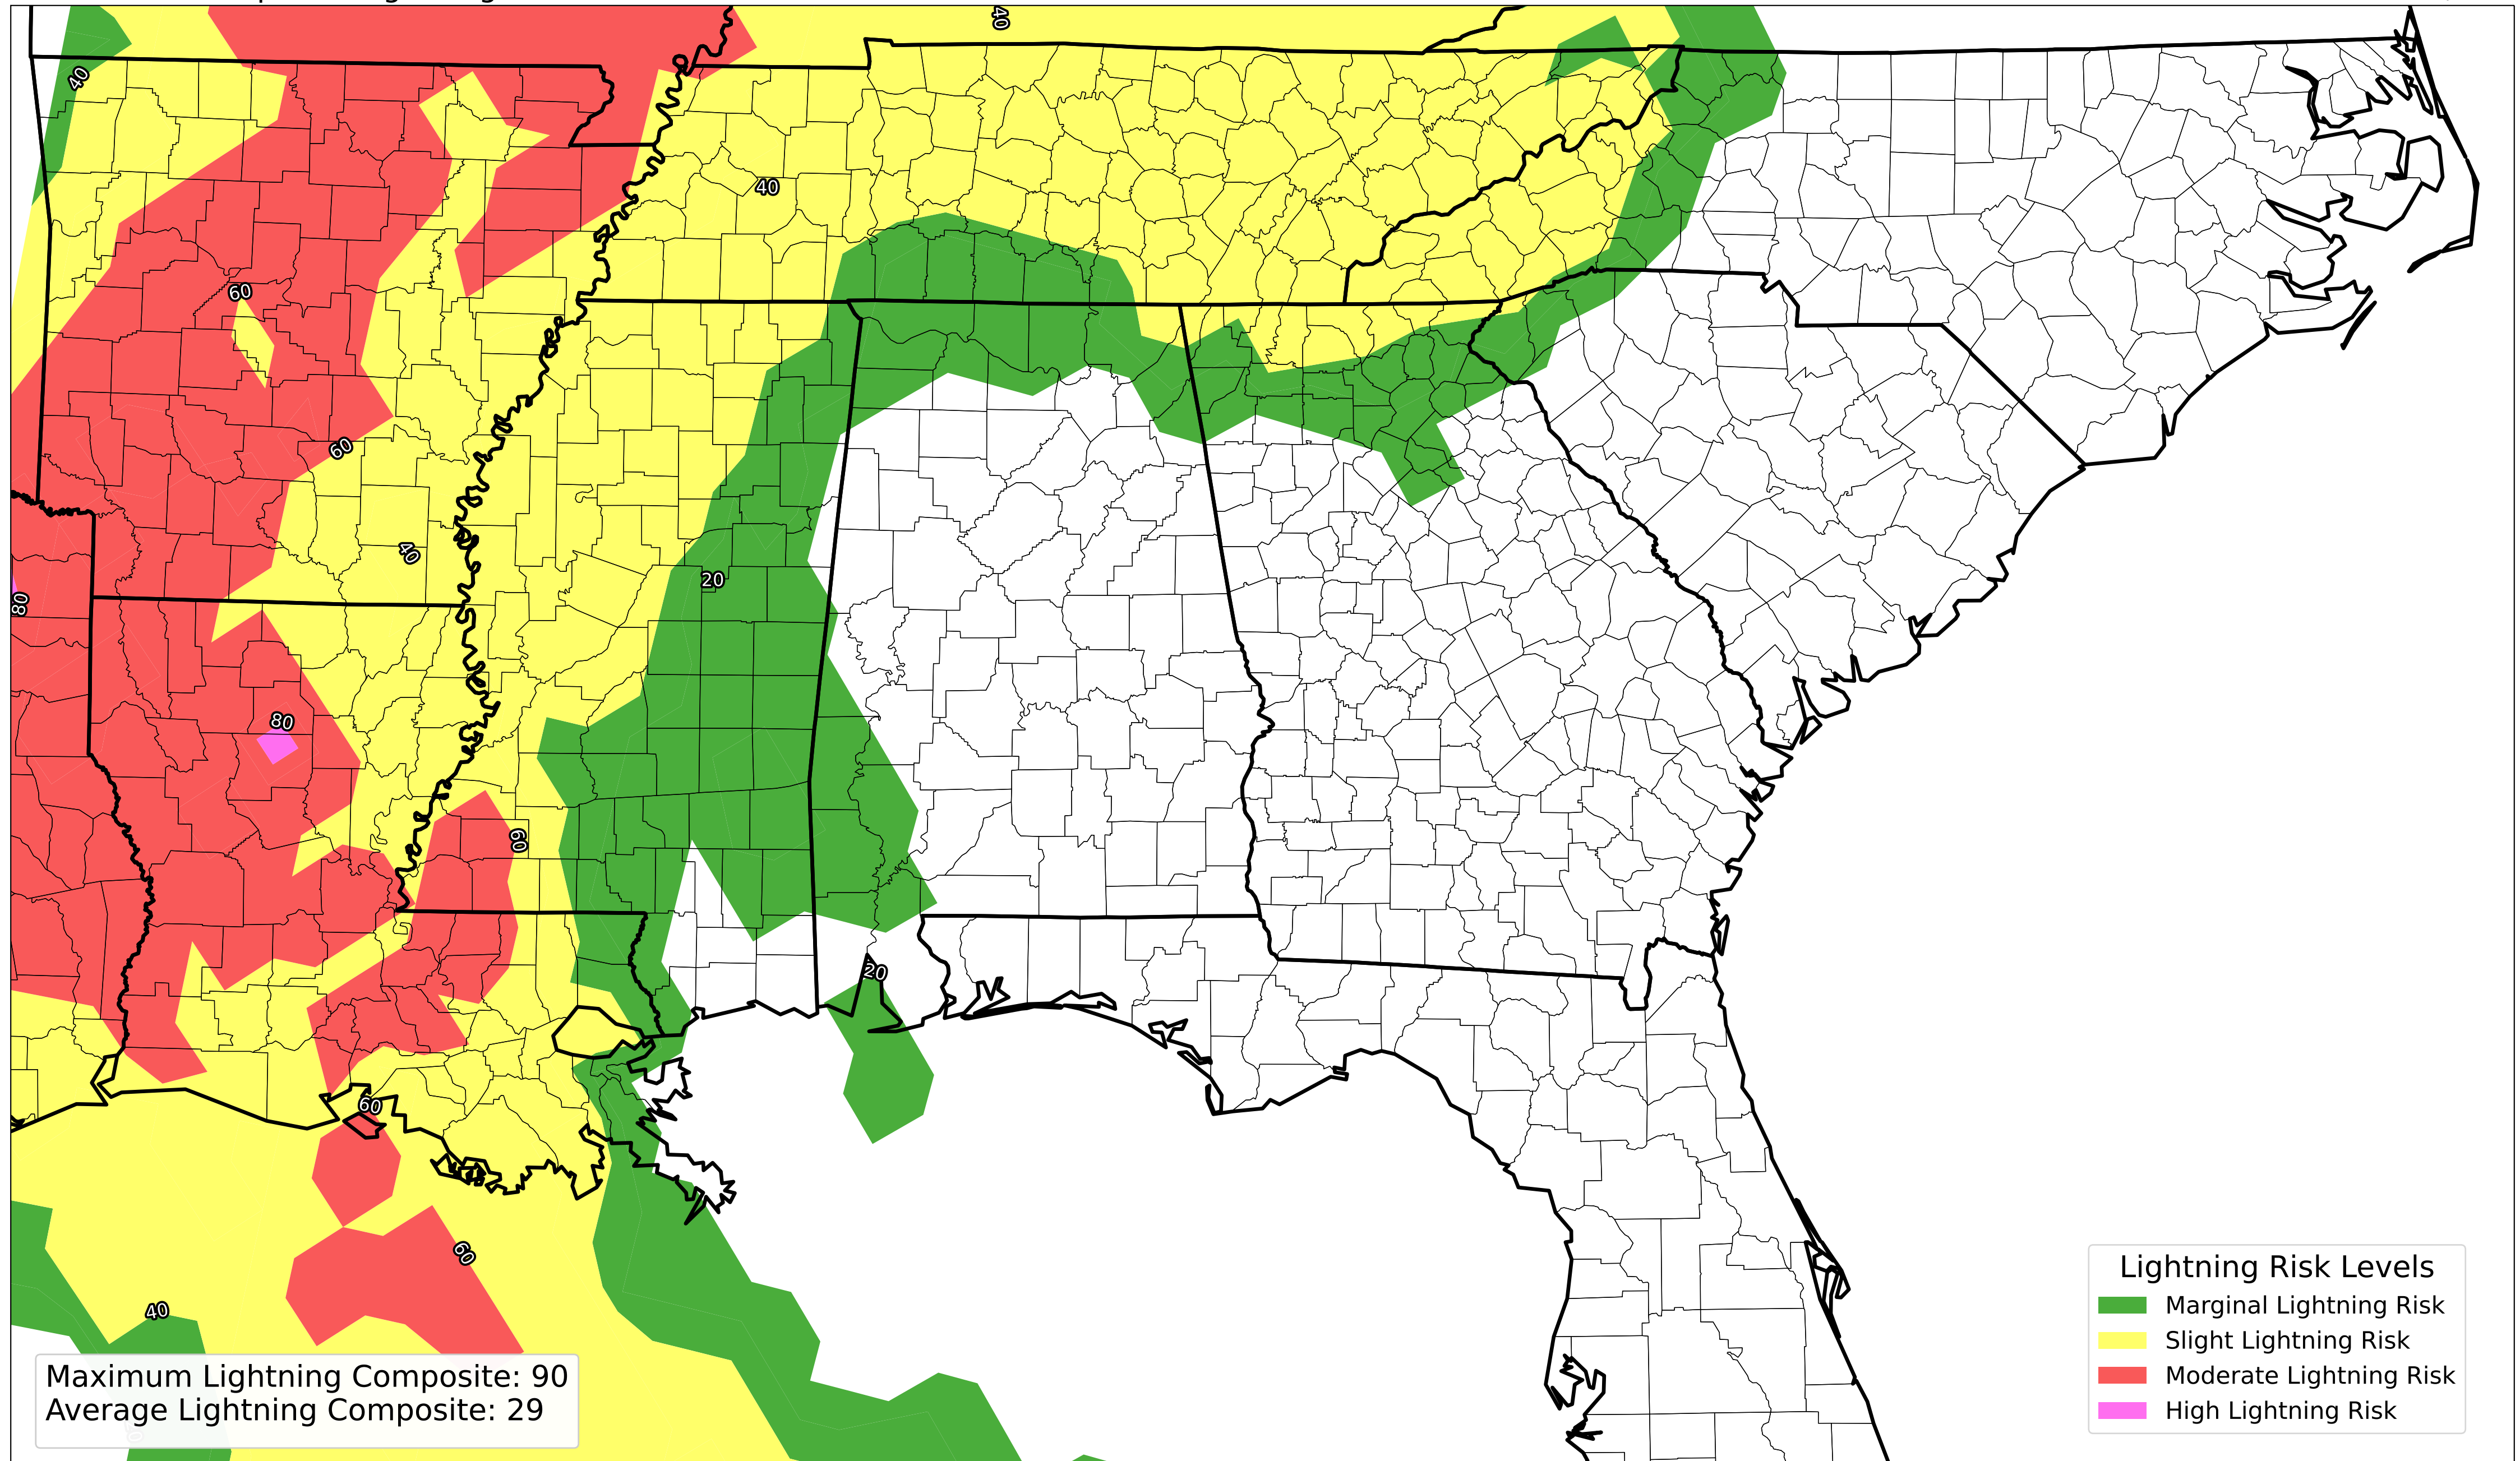 40
40
40
60
60
40
20
80
80
60
20
60
60
40
Lightning Risk Levels
Marginal Lightning Risk
Slight Lightning Risk
Moderate Lightning Risk
High Lightning Risk
Maximum Lightning Composite: 90
Average Lightning Composite: 29